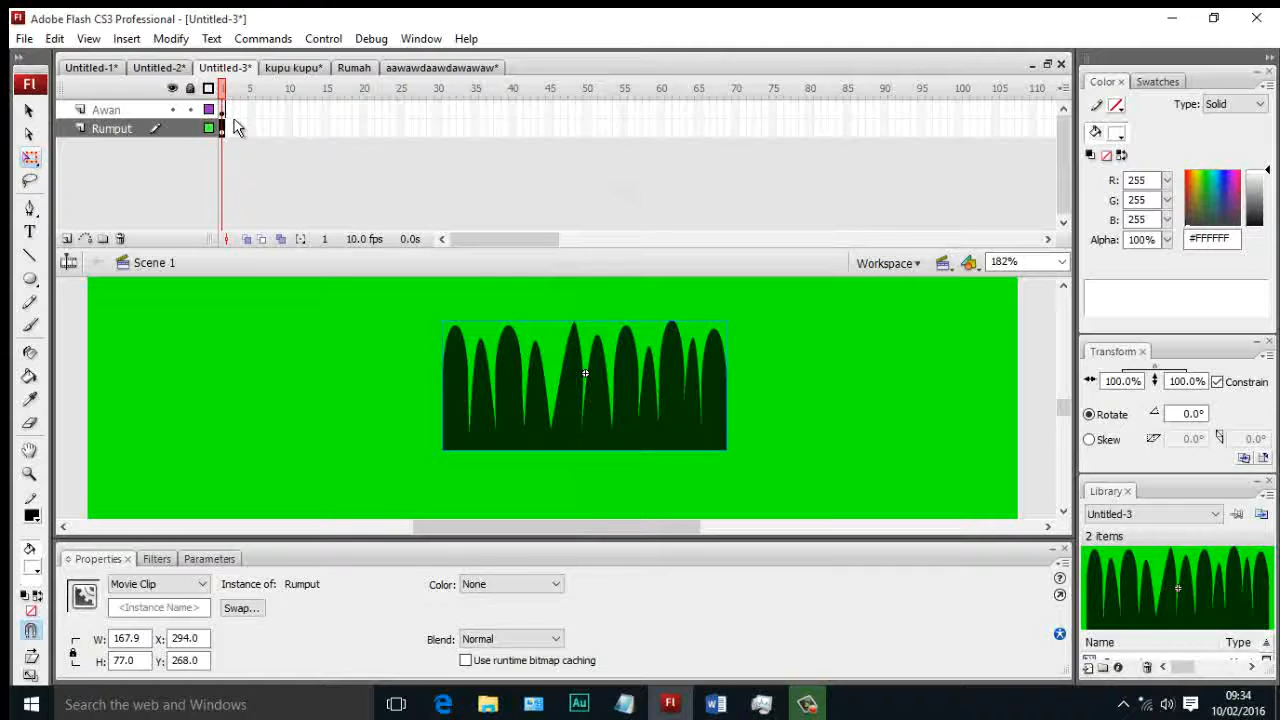 Adobe Flash CS3 Professional - [Untitled-3*]
File Edit View Insert Modify Text Commands Control Debug Window Help
Untitled-1* Untitled-2* Untitled-3* kupu kupu* Rumah aawawdaawdawawaw*
5 10 15 20 25 30 35 40 45 50 55 60 65 70 75 80 85 90 95 100 105 110
Awan
Rumput
1 10.0 fps 0.0s
Scene 1 Workspace 182%
Fl
T
Color Swatches
Type: Solid
R: 255
G: 200
B: 255
Alpha: 100% #FFFFFF
Transform
100.0% 100.0% Constrain
Rotate 0.0°
Skew 0.0° 0.0°
Library
Untitled-3
2 items
Name Type
Properties Filters Parameters
Movie Clip Instance of: Rumput Color: None
<Instance Name> Swap...
W: 167.9 X: 294.0 Blend: Normal
H: 77.0 Y: 268.0 Use runtime bitmap caching
Search the web and Windows
Au Fl
09:34
10/02/2016